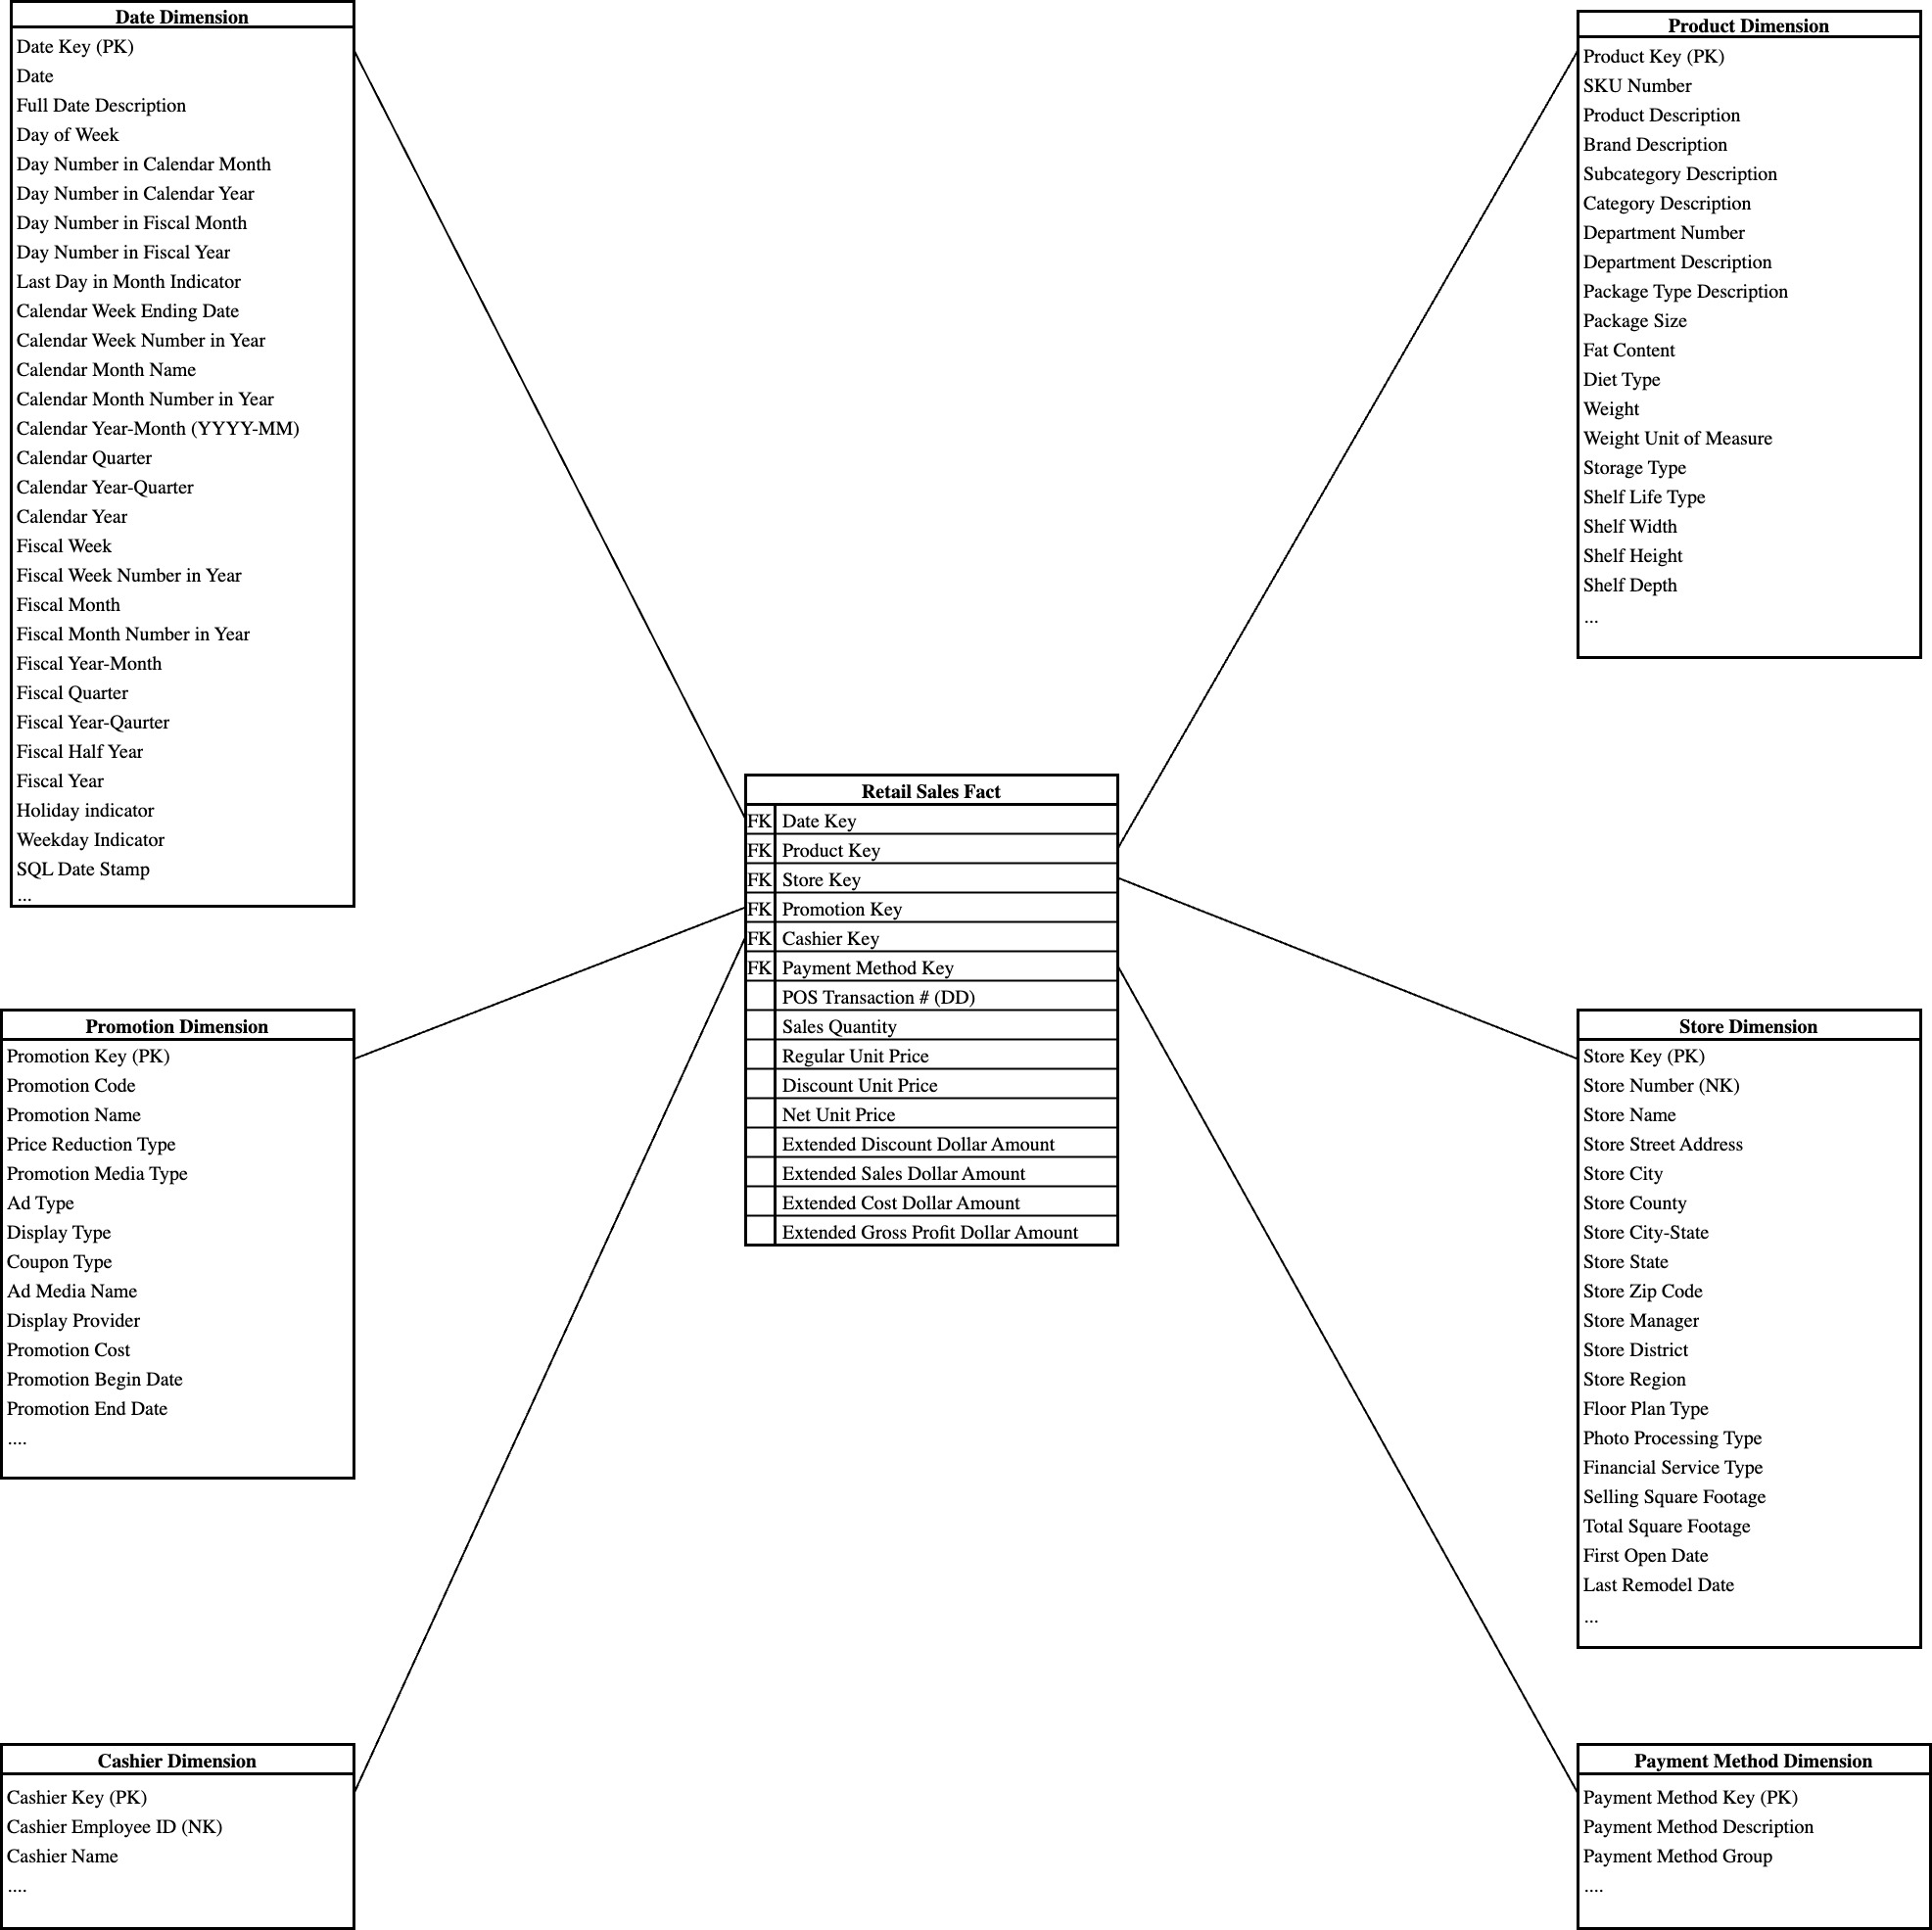 Date Dimension
Date Key (PK)
Date
Full Date Description
Day of Week
Day Number in Calendar Month
Day Number in Calendar Year
Day Number in Fiscal Month
Day Number in Fiscal Year
Last Day in Month Indicator
Calendar Week Ending Date
Calendar Week Number in Year
Calendar Month Name
Calendar Month Number in Year
Calendar Year-Month (YYYY-MM)
Calendar Quarter
Calendar Year-Quarter
Calendar Year
Fiscal Week
Fiscal Week Number in Year
Fiscal Month
Fiscal Month Number in Year
Fiscal Year-Month
Fiscal Quarter
Fiscal Year-Qaurter
Fiscal Half Year
Fiscal Year
Holiday indicator
Weekday Indicator
SQL Date Stamp
...
Product Dimension
Product Key (PK)
SKU Number
Product Description
Brand Description
Subcategory Description
Category Description
Department Number
Department Description
Package Type Description
Package Size
Fat Content
Diet Type
Weight
Weight Unit of Measure
Storage Type
Shelf Life Type
Shelf Width
Shelf Height
Shelf Depth
...
Retail Sales Fact
FK Date Key
FK Product Key
FK Store Key
FK Promotion Key
FK Cashier Key
FK Payment Method Key
POS Transaction # (DD)
Sales Quantity
Regular Unit Price
Discount Unit Price
Net Unit Price
Extended Discount Dollar Amount
Extended Sales Dollar Amount
Extended Cost Dollar Amount
Extended Gross Profit Dollar Amount
Promotion Dimension
Promotion Key (PK)
Promotion Code
Promotion Name
Price Reduction Type
Promotion Media Type
Ad Type
Display Type
Coupon Type
Ad Media Name
Display Provider
Promotion Cost
Promotion Begin Date
Promotion End Date
....
Store Dimension
Store Key (PK)
Store Number (NK)
Store Name
Store Street Address
Store City
Store County
Store City-State
Store State
Store Zip Code
Store Manager
Store District
Store Region
Floor Plan Type
Photo Processing Type
Financial Service Type
Selling Square Footage
Total Square Footage
First Open Date
Last Remodel Date
...
Cashier Dimension
Cashier Key (PK)
Cashier Employee ID (NK)
Cashier Name
....
Payment Method Dimension
Payment Method Key (PK)
Payment Method Description
Payment Method Group
....